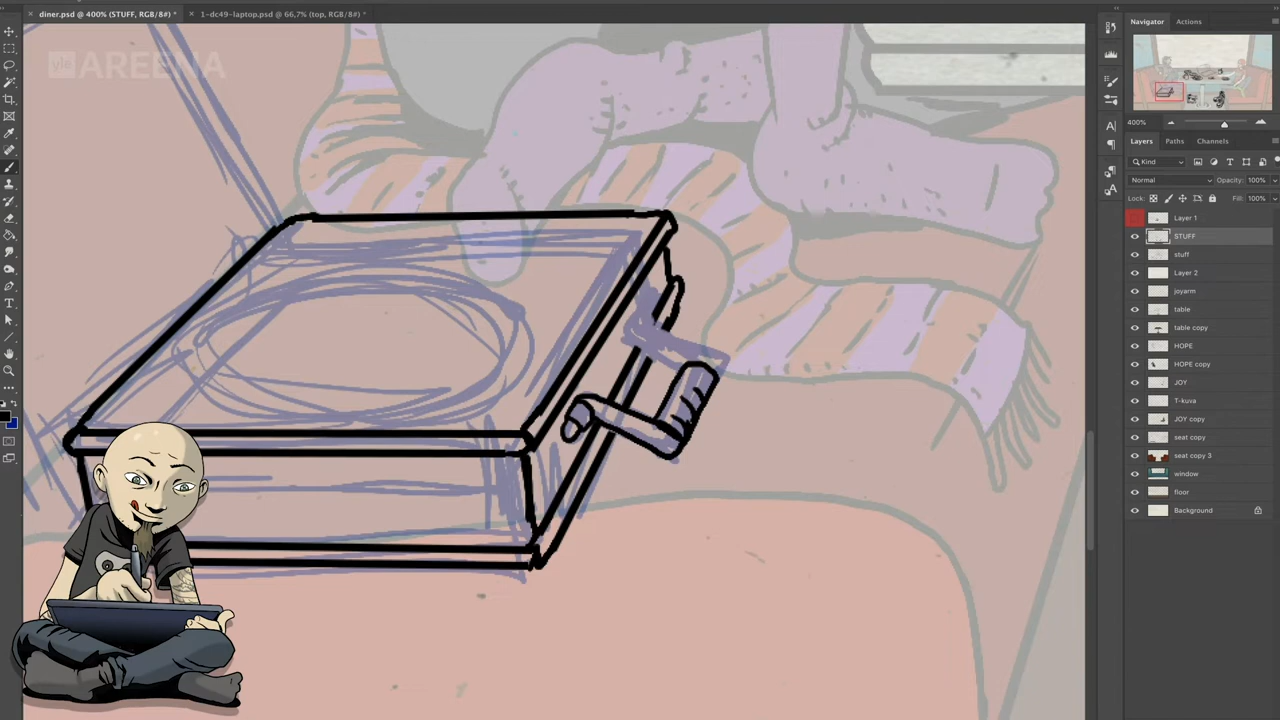 diner.psd @ 400% (STUFF, RGB/8#) *
1-dc49-laptop.psd @ 66,7% (top, RGB/8#) *
yle AREENA
Navigator
Actions
400%
Layers
Paths
Channels
Kind
Normal
Opacity: 100%
Lock:
Fill: 100%
Layer 1
STUFF
stuff
Layer 2
joyarm
table
table copy
HOPE
HOPE copy
JOY
T-kuva
JOY copy
seat copy
seat copy 3
window
floor
Background